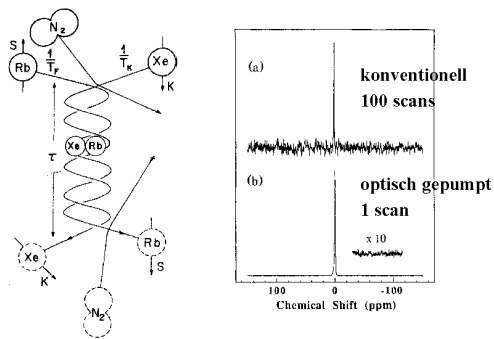 N2
S
Rb
1/TF
1/TK
Xe
K
Xe Rb
τ
Xe
K
Rb
S
N2
(a)
konventionell
100 scans
(b)
optisch gepumpt
1 scan
x 10
100 0 -100
Chemical Shift (ppm)